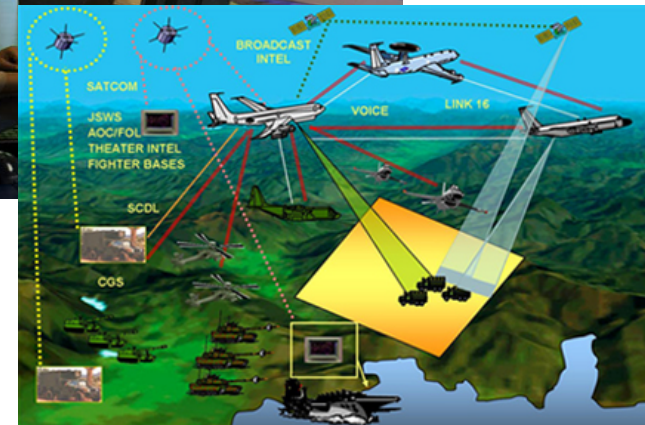 BROADCAST
INTEL
SATCOM
JSWS
AOC/FOL
THEATER INTEL
FIGHTER BASES
VOICE
LINK 16
SCDL
CGS